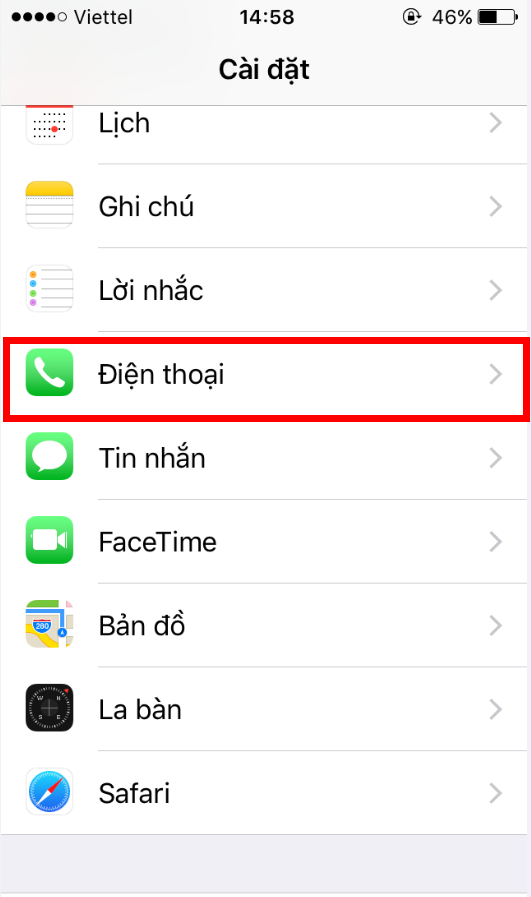 Viettel 14:58 46%
Cài đặt
Lịch
Ghi chú
Lời nhắc
Điện thoại
Tin nhắn
FaceTime
Bản đồ
280
La bàn
Safari